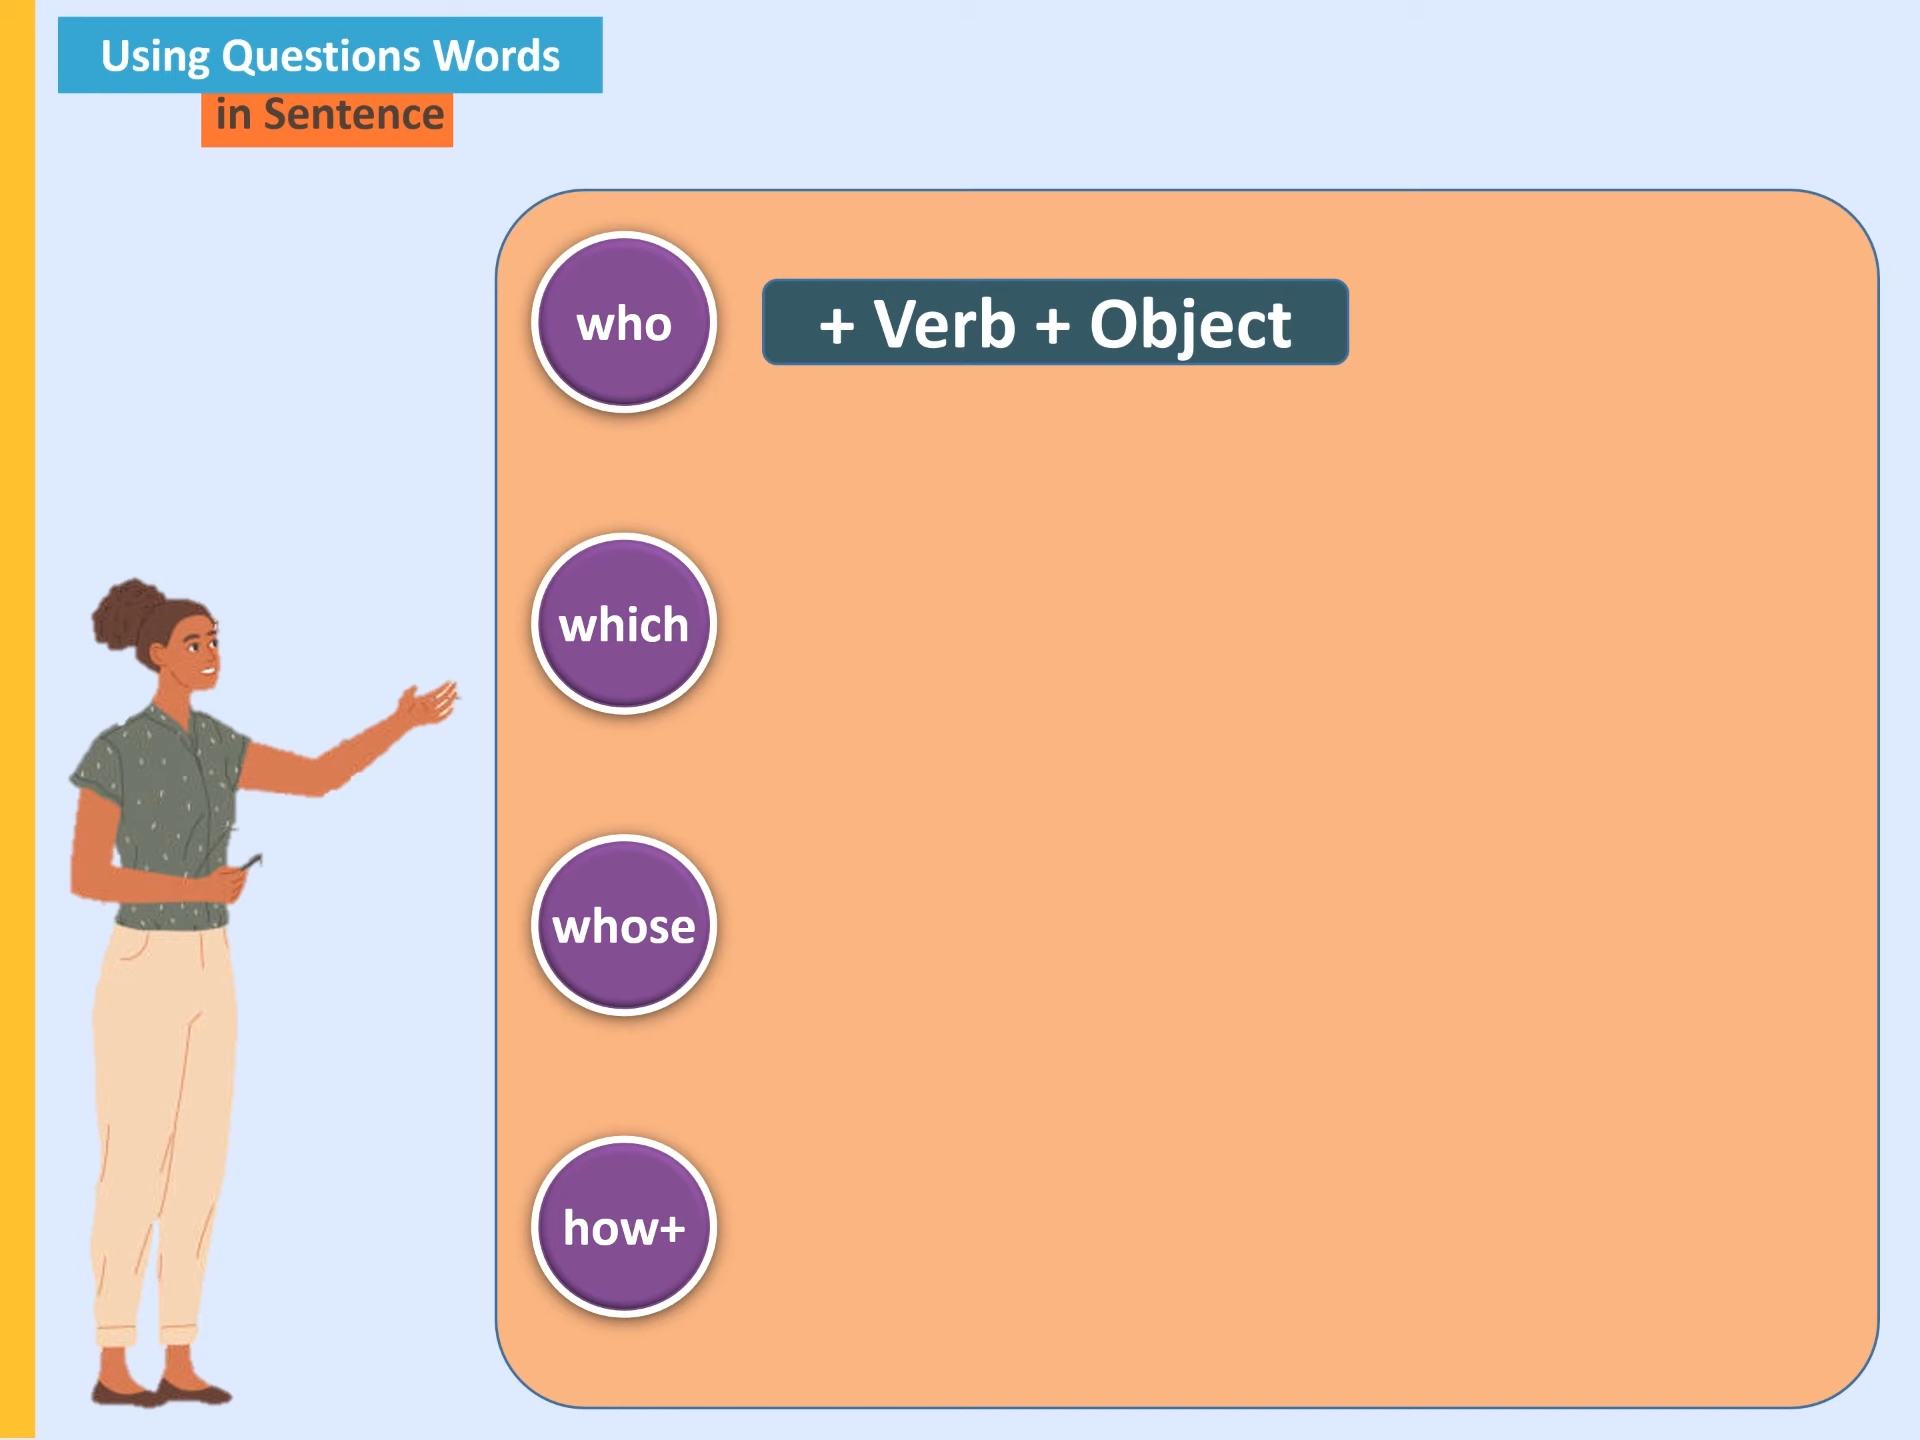 Using Questions Words
in Sentence
who
+ Verb + Object
which
whose
how+